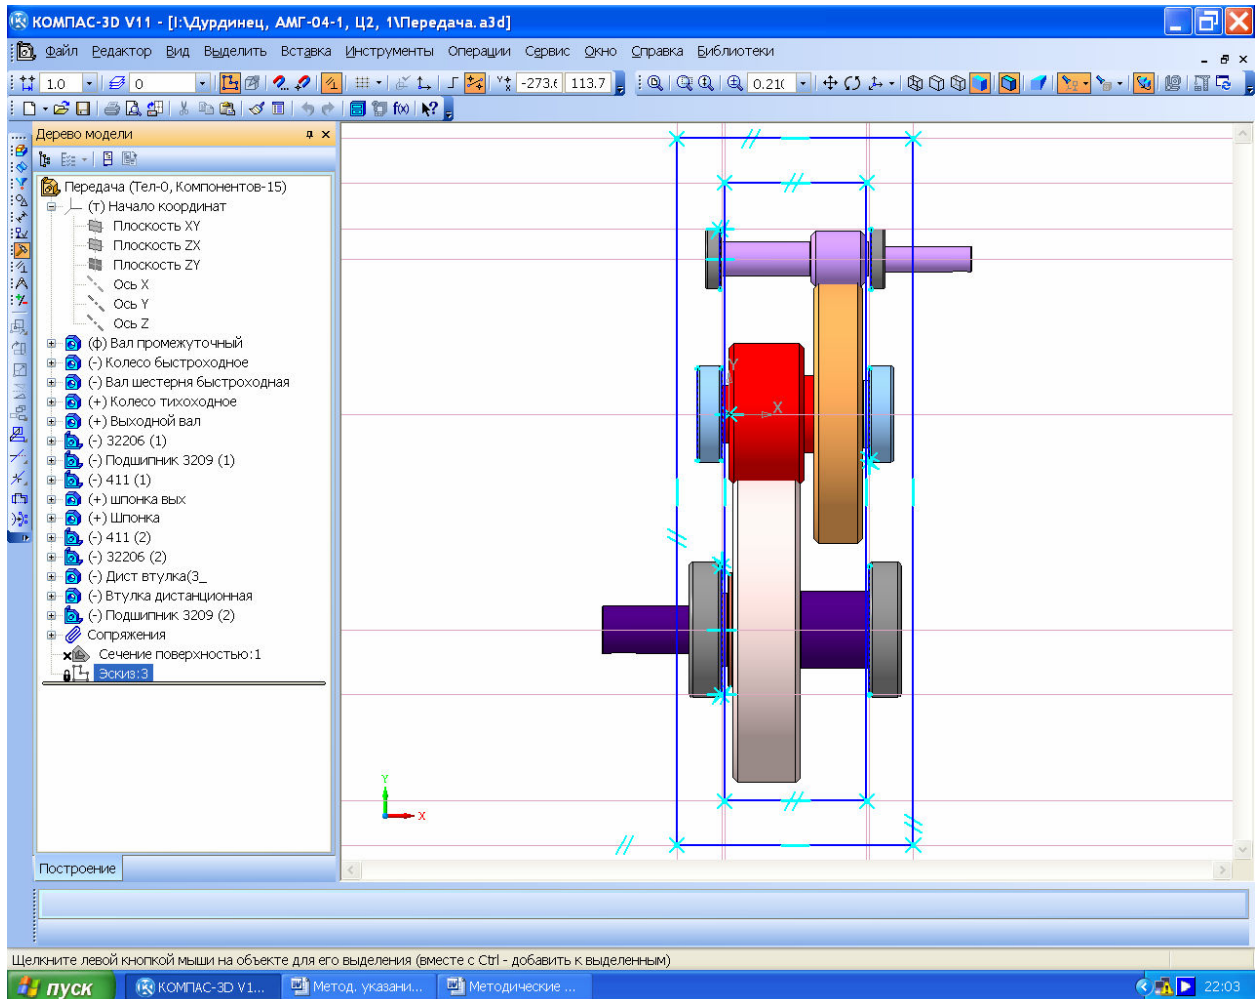 КОМПАС-3D V11 - [I:\Дурдинец, АМГ-04-1, Ц2, 1\Передача.a3d]
Файл Редактор Вид Выделить Вставка Инструменты Операции Сервис Окно Справка Библиотеки
1.0 0 -273.6 113.7 0.210
Дерево модели
Передача (Тел-0, Компонентов-15)
(т) Начало координат
Плоскость XY
Плоскость ZX
Плоскость ZY
Ось X
Ось Y
Ось Z
(ф) Вал промежуточный
(-) Колесо быстроходное
(-) Вал шестерня быстроходная
(+) Колесо тихоходное
(+) Выходной вал
(-) 32206 (1)
(-) Подшипник 3209 (1)
(-) 411 (1)
(+) шпонка вых
(+) Шпонка
(-) 411 (2)
(-) 32206 (2)
(-) Дист втулка(3_
(-) Втулка дистанционная
(-) Подшипник 3209 (2)
Сопряжения
Сечение поверхностью:1
Эскиз:3
Y
X
Y
X
Построение
Щелкните левой кнопкой мыши на объекте для его выделения (вместе с Ctrl - добавить к выделенным)
пуск КОМПАС-3D V1... Метод. указани... Методические ... 22:03